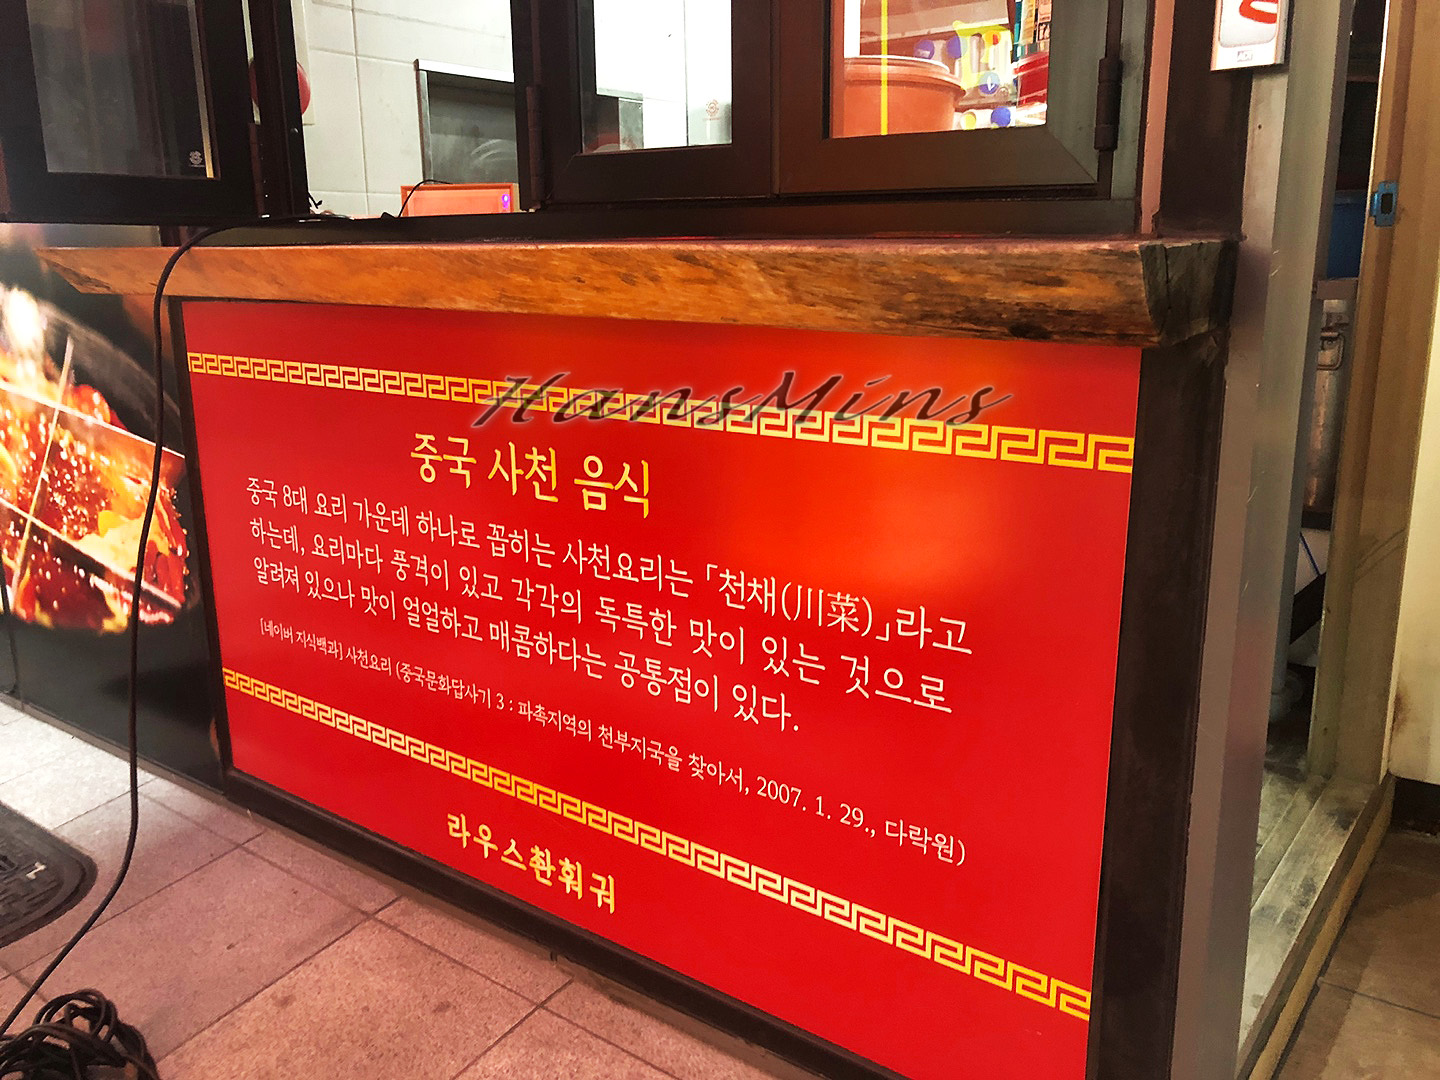 HansMins
중국 사천 음식
중국 8대 요리 가운데 하나로 꼽히는 사천요리는 「천채(川菜)」라고
하는데, 요리마다 풍격이 있고 각각의 독특한 맛이 있는 것으로
알려져 있으나 맛이 얼얼하고 매콤하다는 공통점이 있다.
[네이버 지식백과] 사천요리 (중국문화답사기 3 : 파촉지역의 천부지국을 찾아서, 2007. 1. 29., 다락원)
라우스촨훠궈